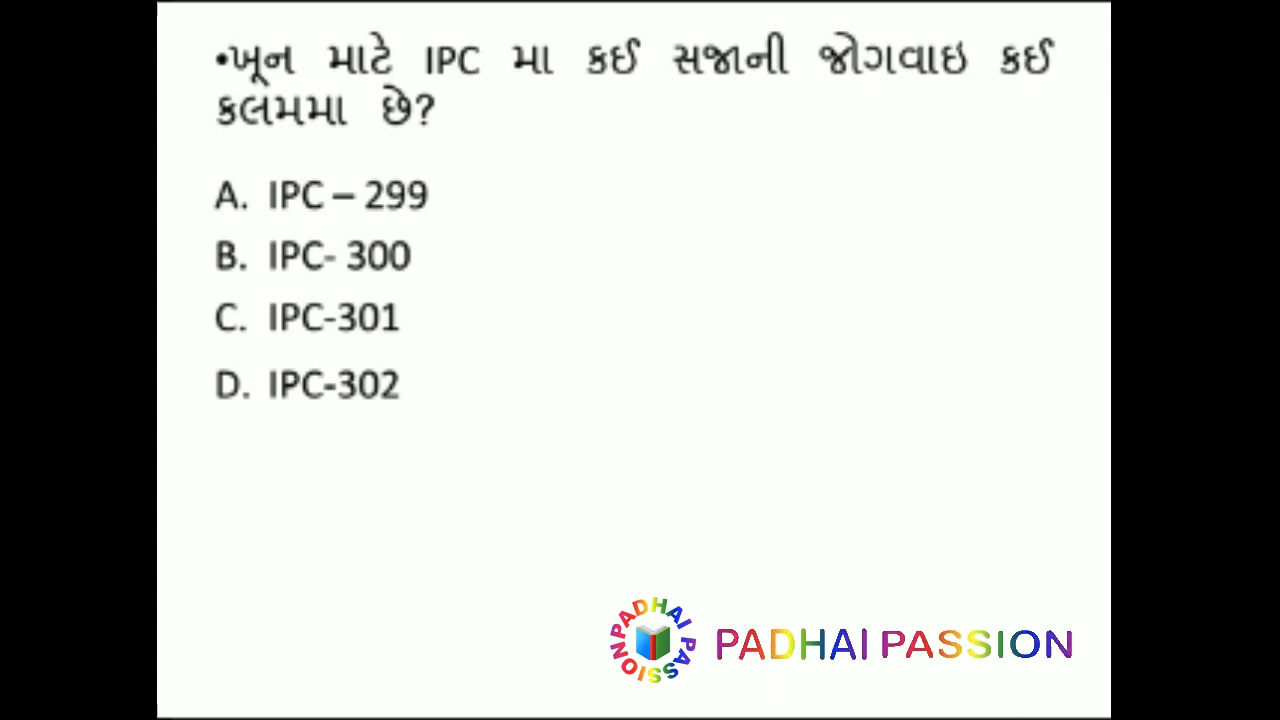 •ખૂન માટે IPC મા કઈ સજાની જોગવાઇ કઈ
કલમમા છે?
A. IPC – 299
B. IPC- 300
C. IPC-301
D. IPC-302
PADHAI PASSION
PADHAI PASSION